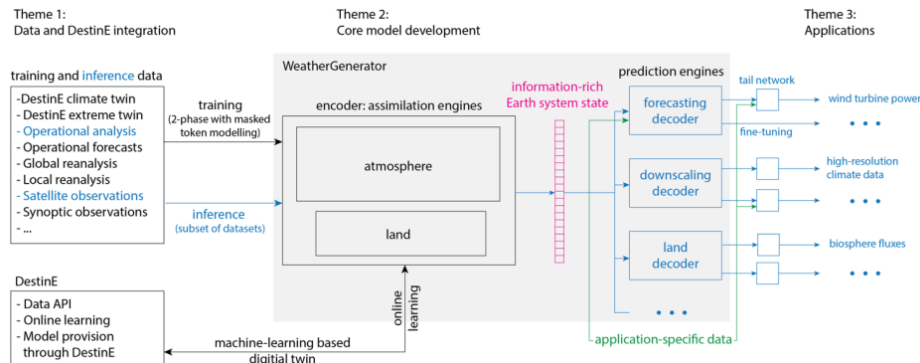 Theme 1:
Data and DestinE integration
Theme 2:
Core model development
Theme 3:
Applications
training and inference data
-DestinE climate twin
- DestinE extreme twin
- Operational analysis
- Operational forecasts
- Global reanalysis
- Local reanalysis
- Satellite observations
- Synoptic observations
- ...
training
(2-phase with masked
token modelling)
inference
(subset of datasets)
WeatherGenerator
encoder: assimilation engines
atmosphere
land
information-rich
Earth system state
prediction engines
forecasting
decoder
downscaling
decoder
land
decoder
• • •
tail network
fine-tuning
wind turbine power
• • •
high-resolution
climate data
• • •
biosphere fluxes
• • •
application-specific data
DestinE
- Data API
- Online learning
- Model provision
through DestinE
online
learning
machine-learning based
digitial twin